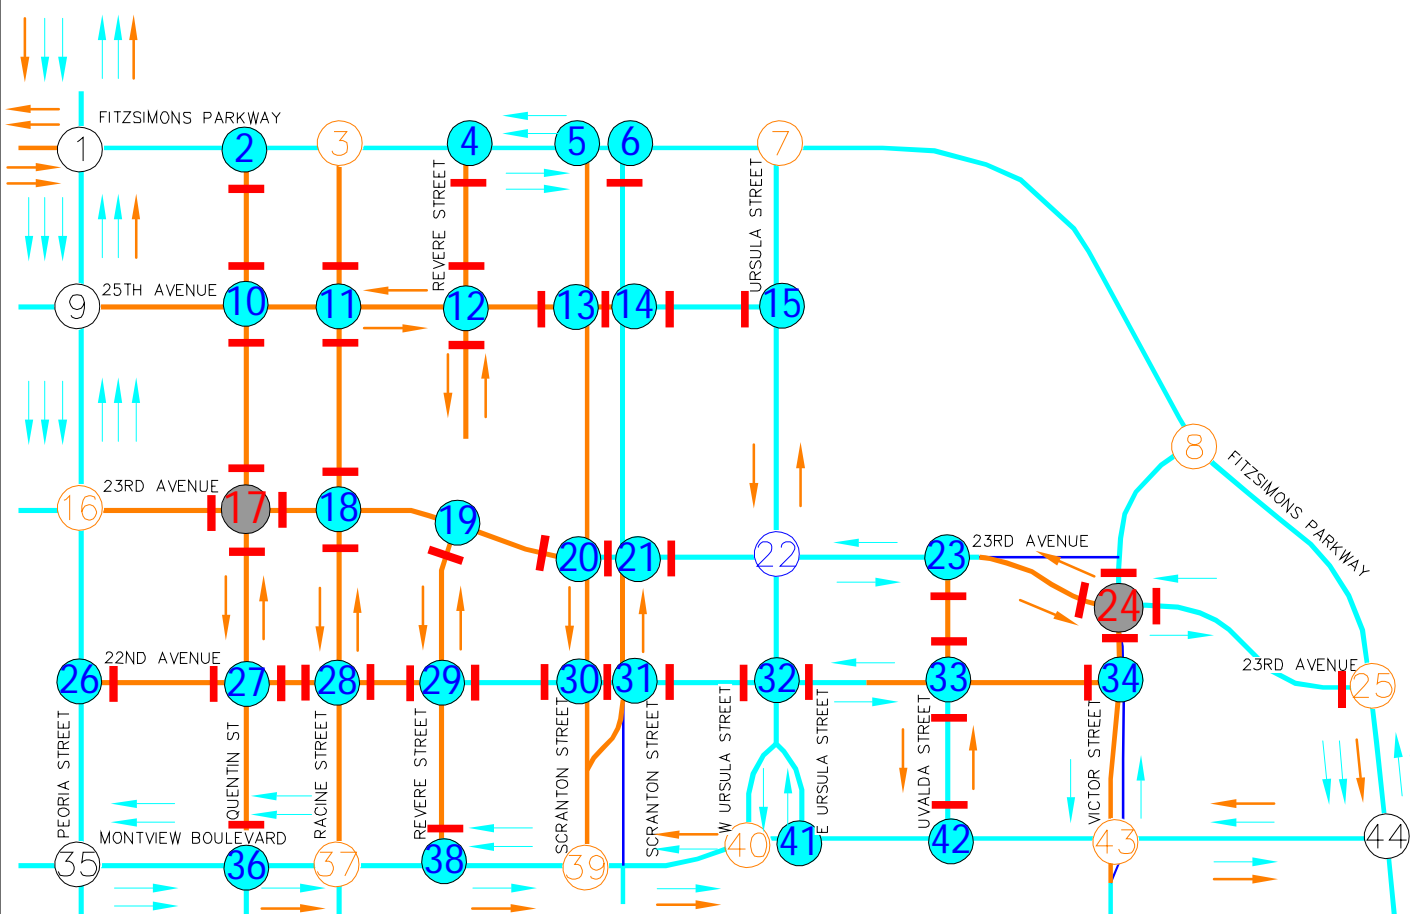 FITZSIMONS PARKWAY
1
2
3
4
5
6
7
REVERE STREET
URSULA STREET
25TH AVENUE
9
10
11
12
13
14
15
8
FITZSIMONS PARKWAY
23RD AVENUE
16
17
18
19
20
21
22
23
23RD AVENUE
24
22ND AVENUE
26
27
28
29
30
31
32
33
34
23RD AVENUE
25
PEORIA STREET
QUENTIN ST
RACINE STREET
REVERE STREET
SCRANTON STREET
SCRANTON STREET
W URSULA STREET
E URSULA STREET
UVALDA STREET
VICTOR STREET
MONTVIEW BOULEVARD
35
36
37
38
39
40
41
42
43
44